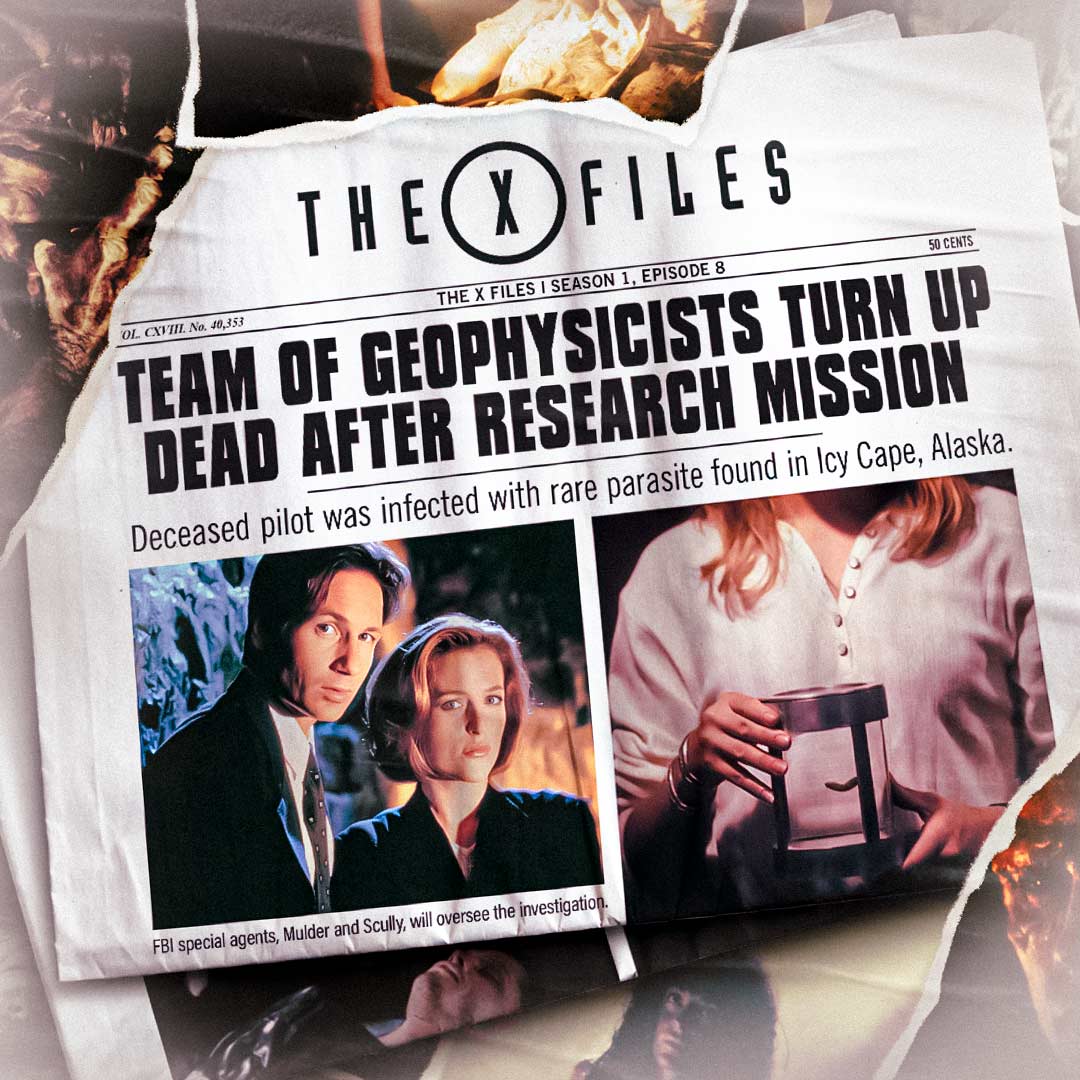 THE X FILES
50 CENTS
THE X FILES I SEASON 1, EPISODE 8
OL. CXVIII. No. 40,353
TEAM OF GEOPHYSICISTS TURN UP
DEAD AFTER RESEARCH MISSION
Deceased pilot was infected with rare parasite found in Icy Cape, Alaska.
FBI special agents, Mulder and Scully, will oversee the investigation.